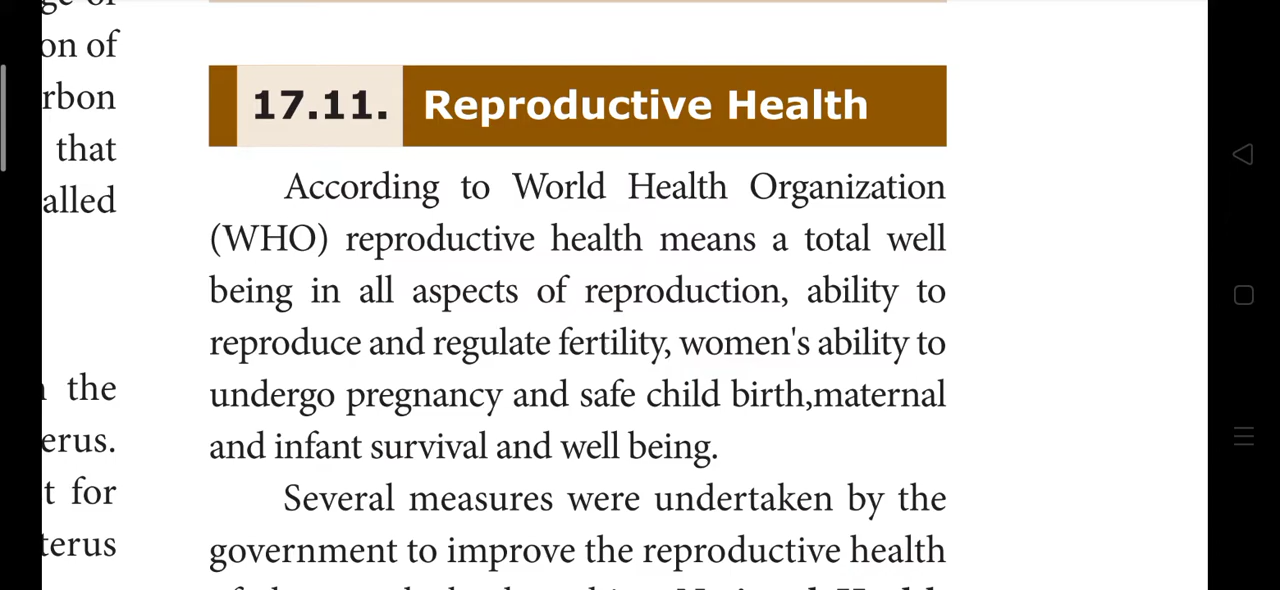 on of
rbon
that
alled
the
erus.
t for
terus
17.11. Reproductive Health
According to World Health Organization
(WHO) reproductive health means a total well
being in all aspects of reproduction, ability to
reproduce and regulate fertility, women's ability to
undergo pregnancy and safe child birth,maternal
and infant survival and well being.
Several measures were undertaken by the
government to improve the reproductive health